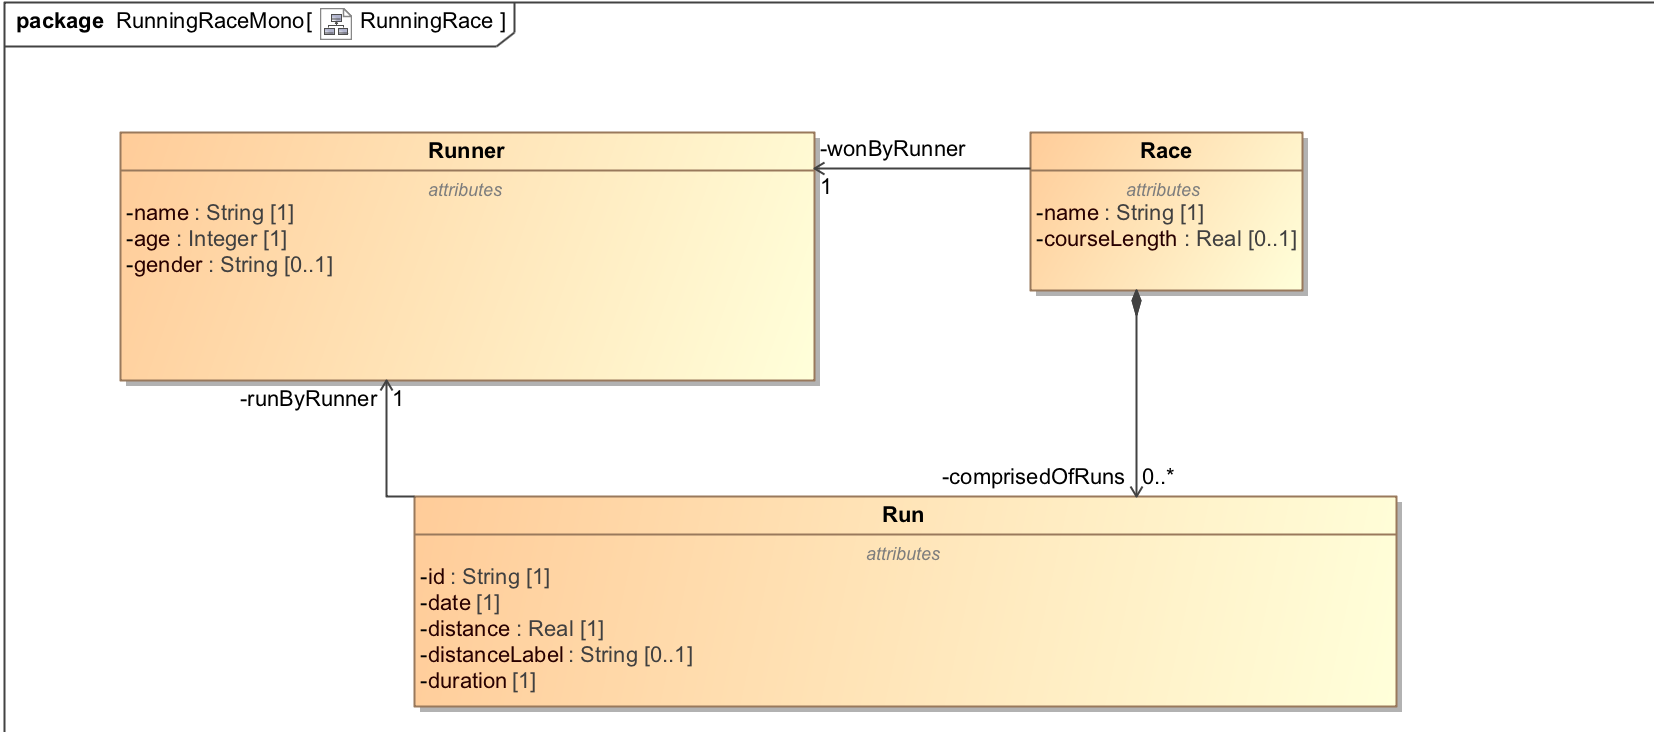 package RunningRaceMono[ RunningRace ]
Runner
attributes
-name : String [1]
-age : Integer [1]
-gender : String [0..1]
-wonByRunner
1
Race
attributes
-name : String [1]
-courseLength : Real [0..1]
-runByRunner 1
-comprisedOfRuns 0..*
Run
attributes
-id : String [1]
-date [1]
-distance : Real [1]
-distanceLabel : String [0..1]
-duration [1]